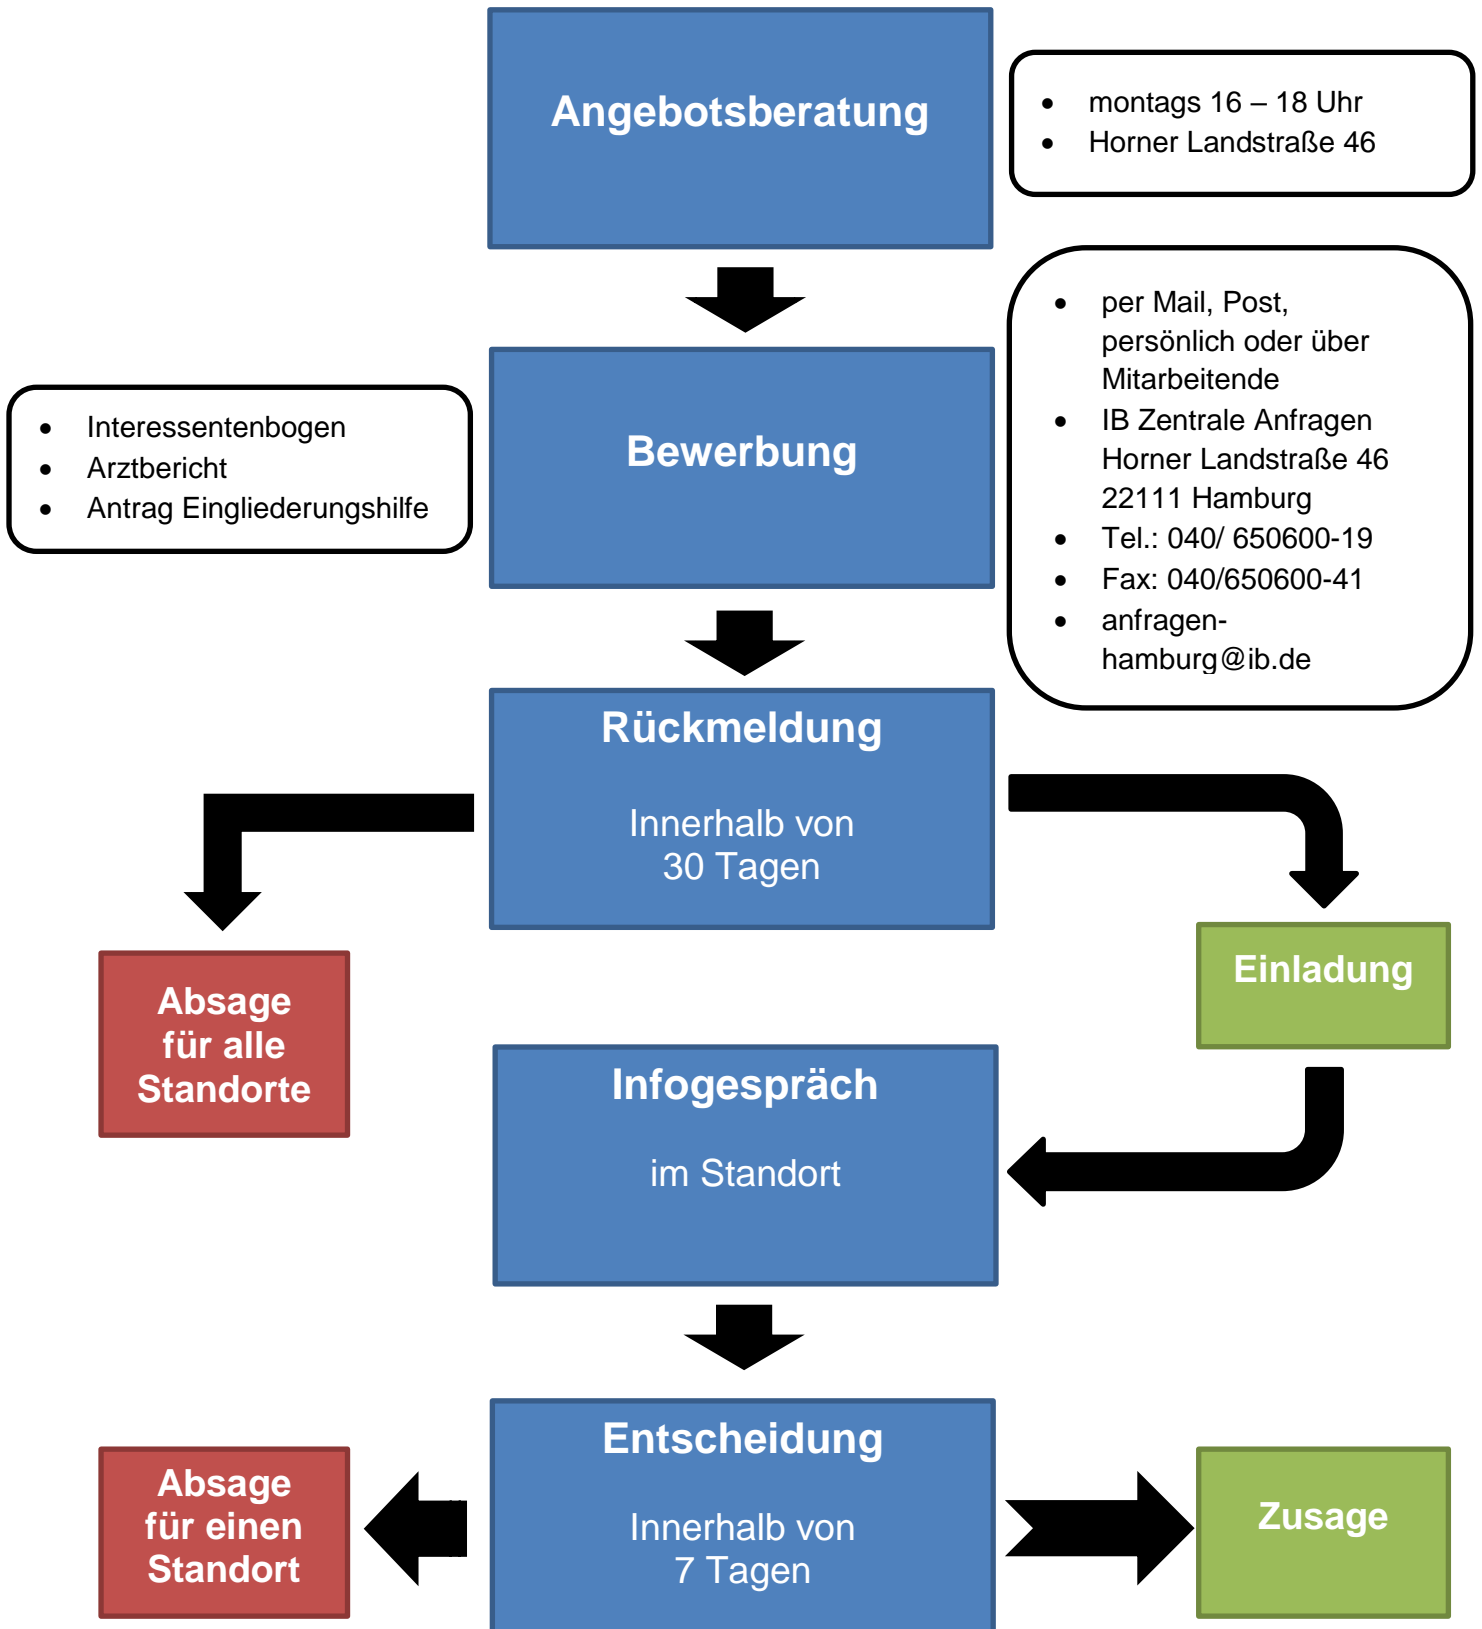 Angebotsberatung
montags 16 – 18 Uhr
Horner Landstraße 46
Bewerbung
Interessentenbogen
Arztbericht
Antrag Eingliederungshilfe
per Mail, Post,
persönlich oder über
Mitarbeitende
IB Zentrale Anfragen
Horner Landstraße 46
22111 Hamburg
Tel.: 040/ 650600-19
Fax: 040/650600-41
anfragen-
hamburg@ib.de
Rückmeldung
Innerhalb von
30 Tagen
Absage
für alle
Standorte
Einladung
Infogespräch
im Standort
Entscheidung
Innerhalb von
7 Tagen
Absage
für einen
Standort
Zusage